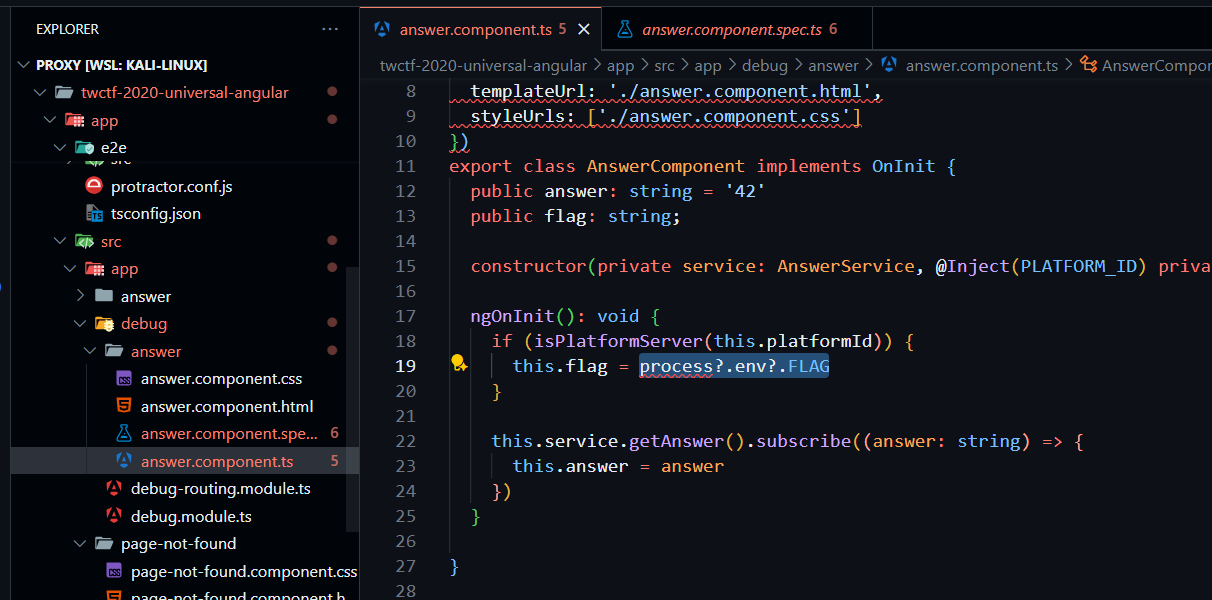 EXPLORER ...
PROXY [WSL: KALI-LINUX]
twctf-2020-universal-angular
app
e2e
src
protractor.conf.js
tsconfig.json
src
app
answer
debug
answer
answer.component.css
answer.component.html
answer.component.spe... 6
answer.component.ts 5
debug-routing.module.ts
debug.module.ts
page-not-found
page-not-found.component.css
page-not-found.component.h
answer.component.ts 5
answer.component.spec.ts 6
twctf-2020-universal-angular > app > src > app > debug > answer > answer.component.ts > AnswerCompon
8 templateUrl: './answer.component.html',
9 styleUrls: ['./answer.component.css']
10 })
11 export class AnswerComponent implements OnInit {
12 public answer: string = '42'
13 public flag: string;
14
15 constructor(private service: AnswerService, @Inject(PLATFORM_ID) priva
16
17 ngOnInit(): void {
18 if (isPlatformServer(this.platformId)) {
19 this.flag = process?.env?.FLAG
20 }
21
22 this.service.getAnswer().subscribe((answer: string) => {
23 this.answer = answer
24 })
25 }
26
27 }
28